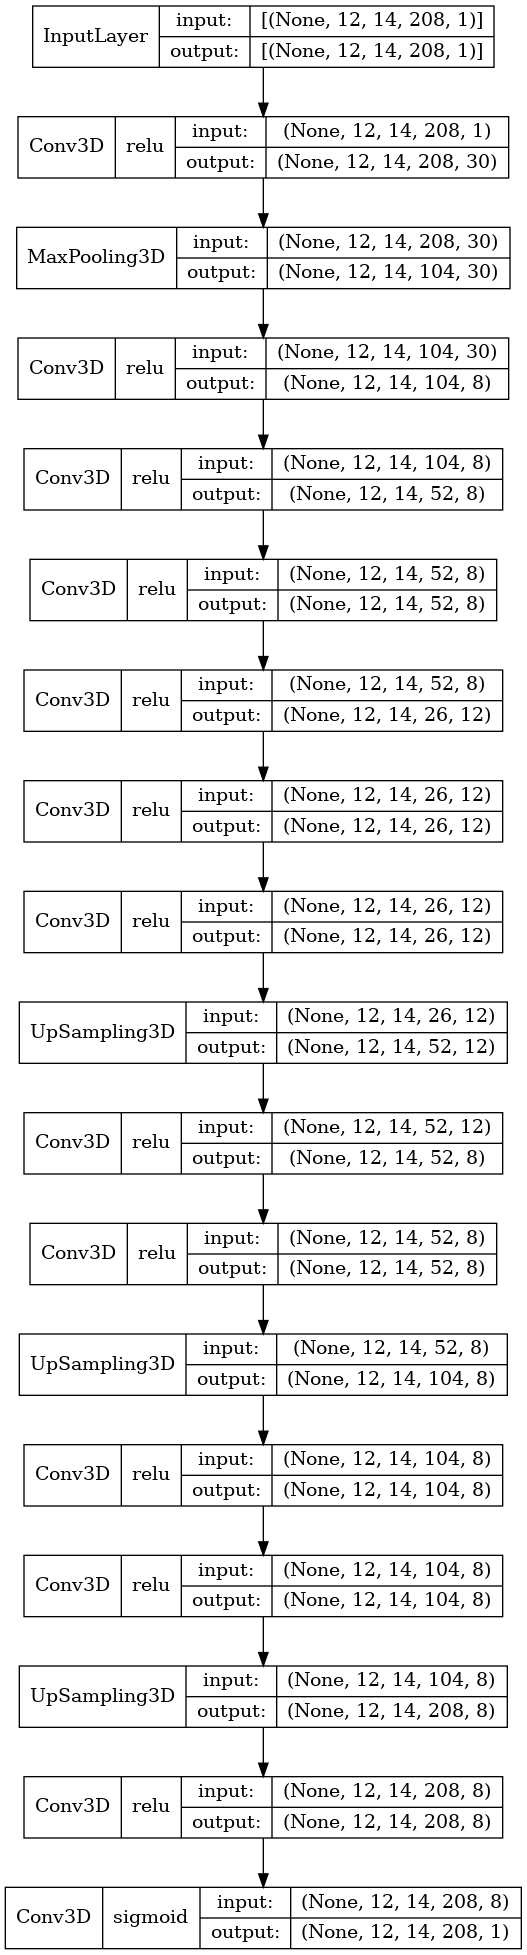 InputLayer input: [(None, 12, 14, 208, 1)]
output: [(None, 12, 14, 208, 1)]
Conv3D relu input: (None, 12, 14, 208, 1)
output: (None, 12, 14, 208, 30)
MaxPooling3D input: (None, 12, 14, 208, 30)
output: (None, 12, 14, 104, 30)
Conv3D relu input: (None, 12, 14, 104, 30)
output: (None, 12, 14, 104, 8)
Conv3D relu input: (None, 12, 14, 104, 8)
output: (None, 12, 14, 52, 8)
Conv3D relu input: (None, 12, 14, 52, 8)
output: (None, 12, 14, 52, 8)
Conv3D relu input: (None, 12, 14, 52, 8)
output: (None, 12, 14, 26, 12)
Conv3D relu input: (None, 12, 14, 26, 12)
output: (None, 12, 14, 26, 12)
Conv3D relu input: (None, 12, 14, 26, 12)
output: (None, 12, 14, 26, 12)
UpSampling3D input: (None, 12, 14, 26, 12)
output: (None, 12, 14, 52, 12)
Conv3D relu input: (None, 12, 14, 52, 12)
output: (None, 12, 14, 52, 8)
Conv3D relu input: (None, 12, 14, 52, 8)
output: (None, 12, 14, 52, 8)
UpSampling3D input: (None, 12, 14, 52, 8)
output: (None, 12, 14, 104, 8)
Conv3D relu input: (None, 12, 14, 104, 8)
output: (None, 12, 14, 104, 8)
Conv3D relu input: (None, 12, 14, 104, 8)
output: (None, 12, 14, 104, 8)
UpSampling3D input: (None, 12, 14, 104, 8)
output: (None, 12, 14, 208, 8)
Conv3D relu input: (None, 12, 14, 208, 8)
output: (None, 12, 14, 208, 8)
Conv3D sigmoid input: (None, 12, 14, 208, 8)
output: (None, 12, 14, 208, 1)